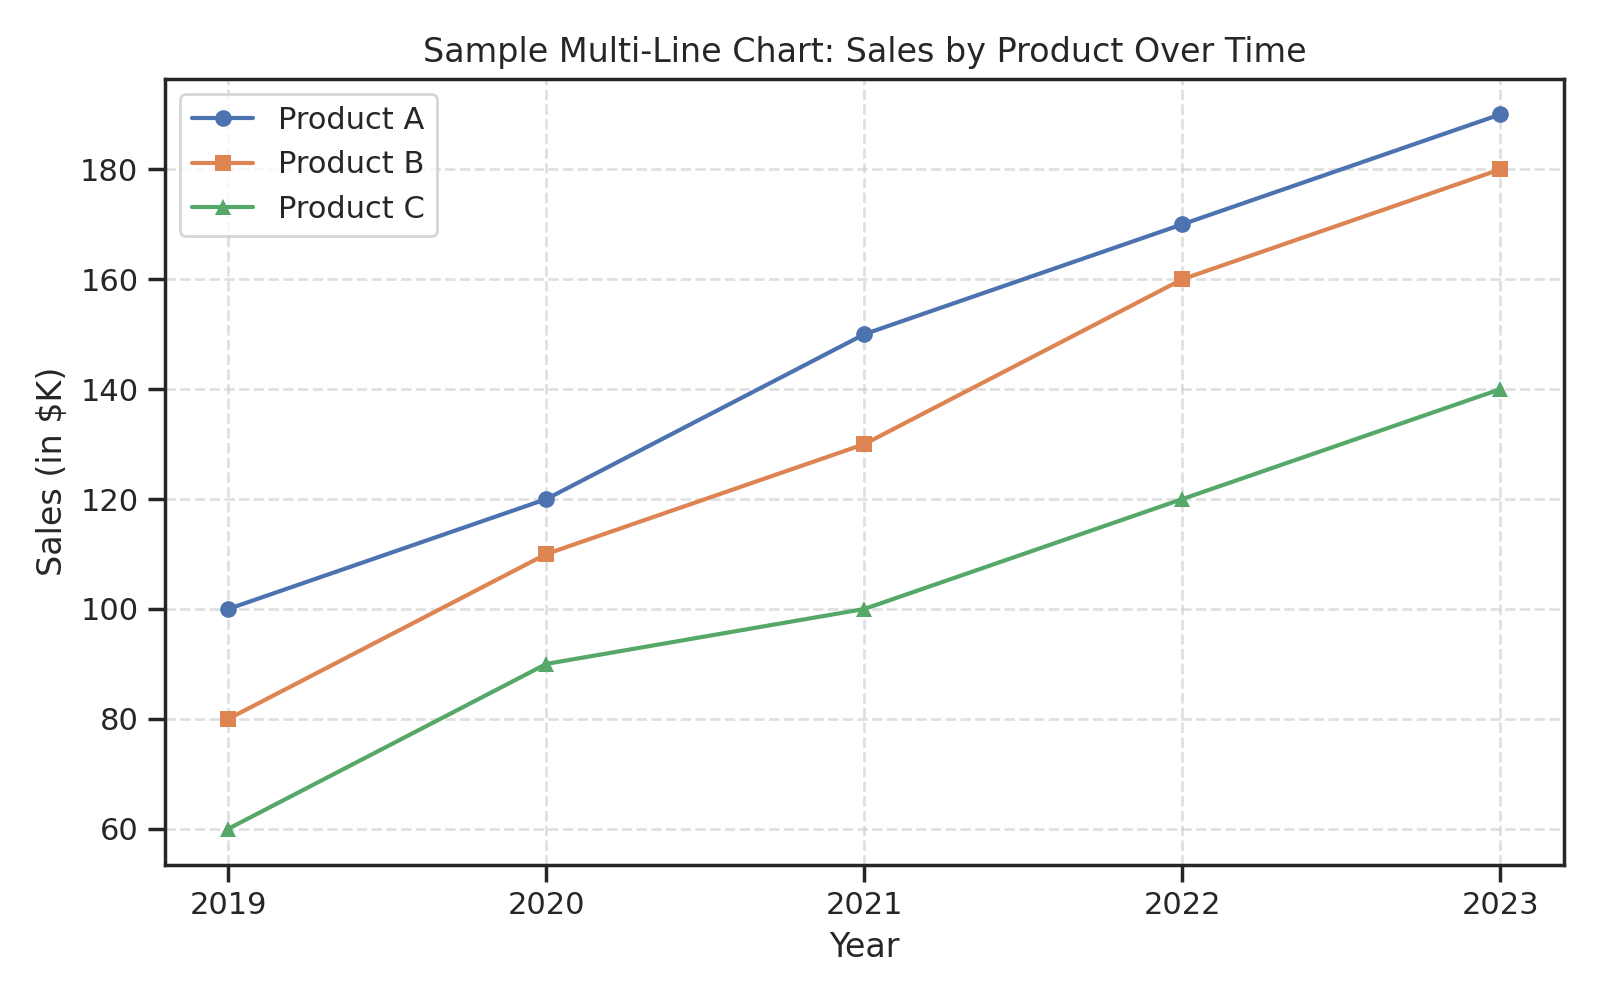 Sample Multi-Line Chart: Sales by Product Over Time
Product A
Product B
Product C
180
160
140
120
100
80
60
Sales (in $K)
2019 2020 2021 2022 2023
Year